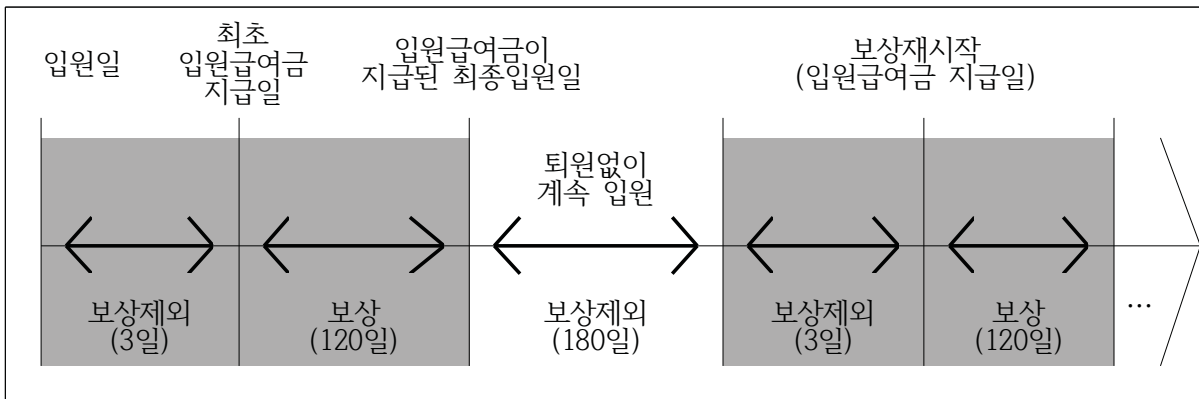 입원일
최초
입원급여금
지급일
입원급여금이
지급된 최종입원일
보상재시작
(입원급여금 지급일)
퇴원없이
계속 입원
보상제외
(3일)
보상
(120일)
보상제외
(180일)
보상제외
(3일)
보상
(120일)
…